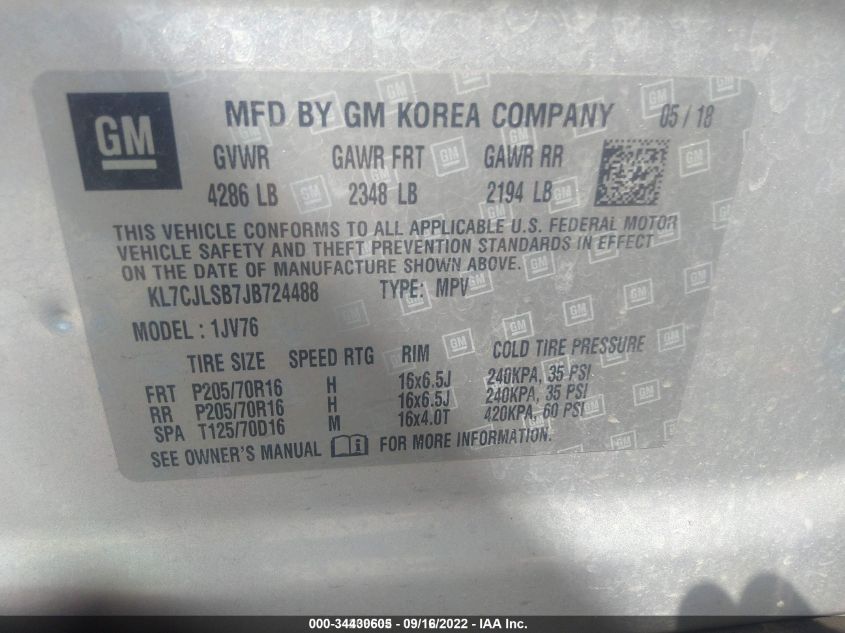 GM MFD BY GM KOREA COMPANY 05/18
GVWR GAWR FRT GAWR RR
4286 LB 2348 LB 2194 LB
THIS VEHICLE CONFORMS TO ALL APPLICABLE U.S. FEDERAL MOTOR
VEHICLE SAFETY AND THEFT PREVENTION STANDARDS IN EFFECT
ON THE DATE OF MANUFACTURE SHOWN ABOVE.
KL7CJLSB7JB724488 TYPE: MPV
MODEL : 1JV76
TIRE SIZE SPEED RTG RIM COLD TIRE PRESSURE
FRT P205/70R16 H 16x6.5J 240KPA, 35 PSI
RR P205/70R16 H 16x6.5J 240KPA, 35 PSI
SPA T125/70D16 M 16x4.0T 420KPA, 60 PSI
SEE OWNER'S MANUAL FOR MORE INFORMATION.
000-34430605 - 09/16/2022 - IAA Inc.